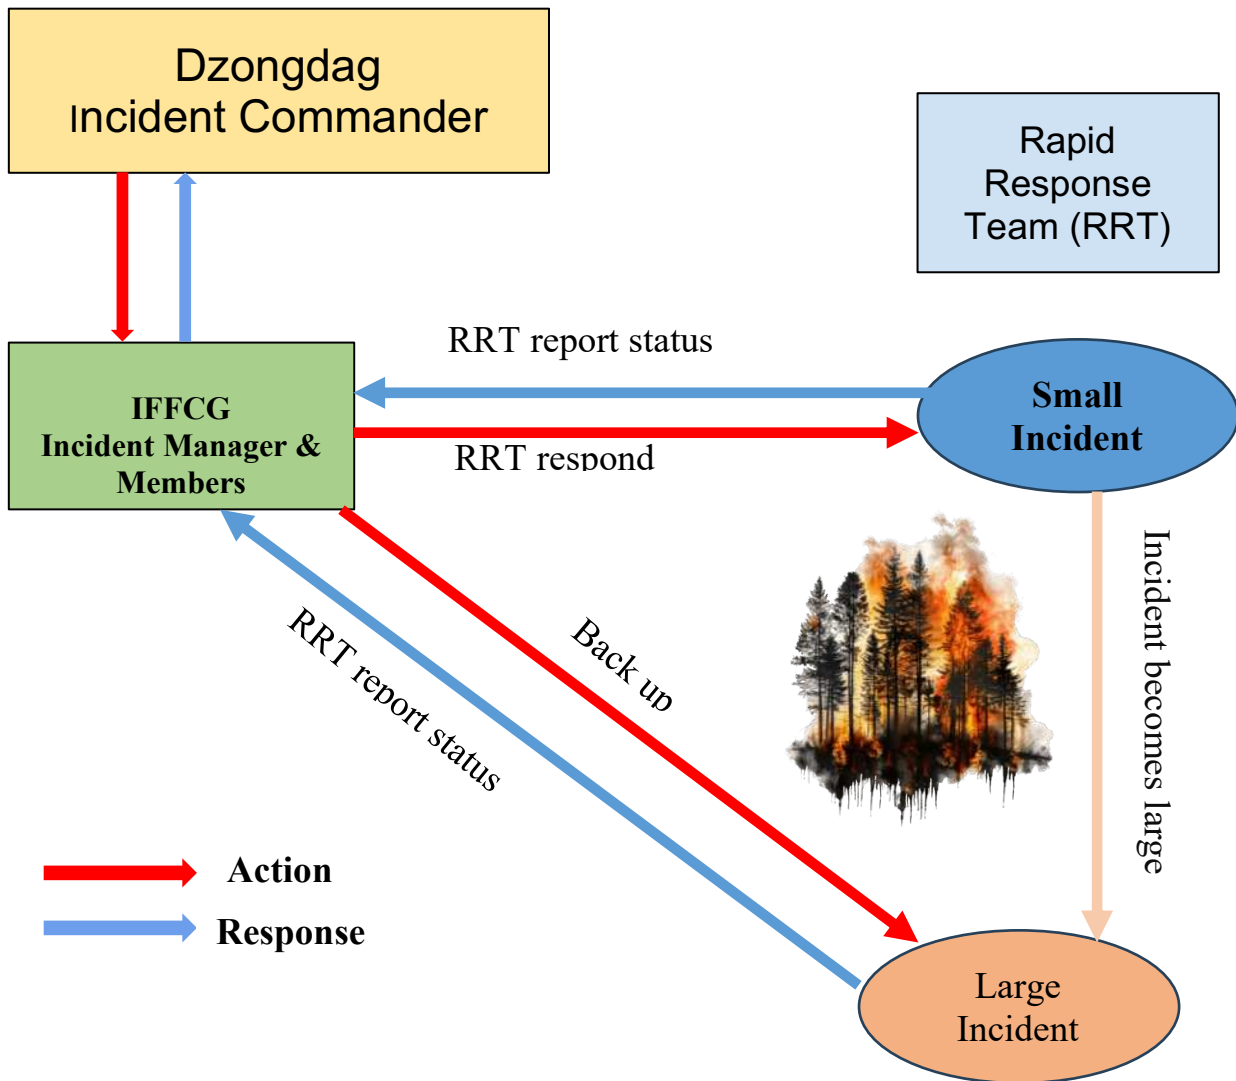 Dzongdag
Incident Commander
Rapid
Response
Team (RRT)
RRT report status
IFFCG
Incident Manager &
Members
Small
Incident
RRT respond
Incident becomes large
Back up
RRT report status
Action
Response
Large
Incident